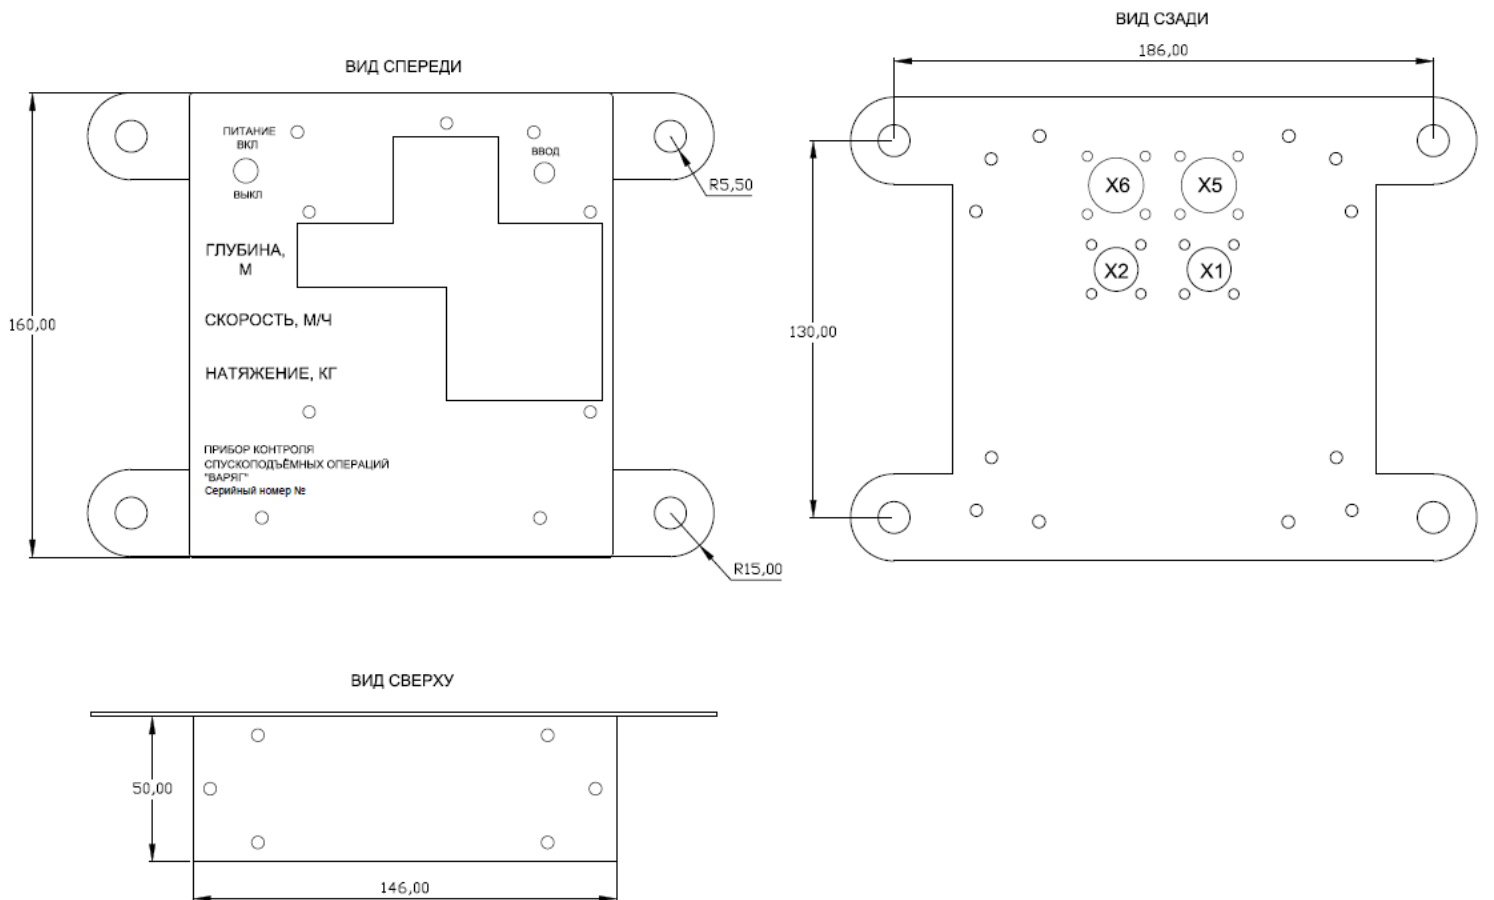 ВИД СПЕРЕДИ
ПИТАНИЕ
ВКЛ
ВЫКЛ
ВВОД
R5,50
ГЛУБИНА,
М
160,00
СКОРОСТЬ, М/Ч
НАТЯЖЕНИЕ, КГ
ПРИБОР КОНТРОЛЯ
СПУСКОПОДЪЁМНЫХ ОПЕРАЦИЙ
"ВАРЯГ"
Серийный номер №
R15,00
ВИД СЗАДИ
186,00
X6
X5
X2
X1
130,00
ВИД СВЕРХУ
50,00
146,00